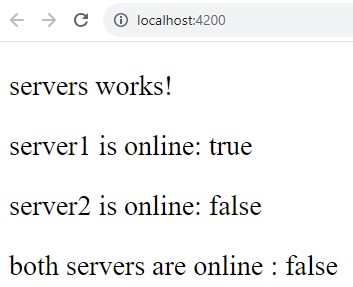 localhost:4200
servers works!
server1 is online: true
server2 is online: false
both servers are online : false